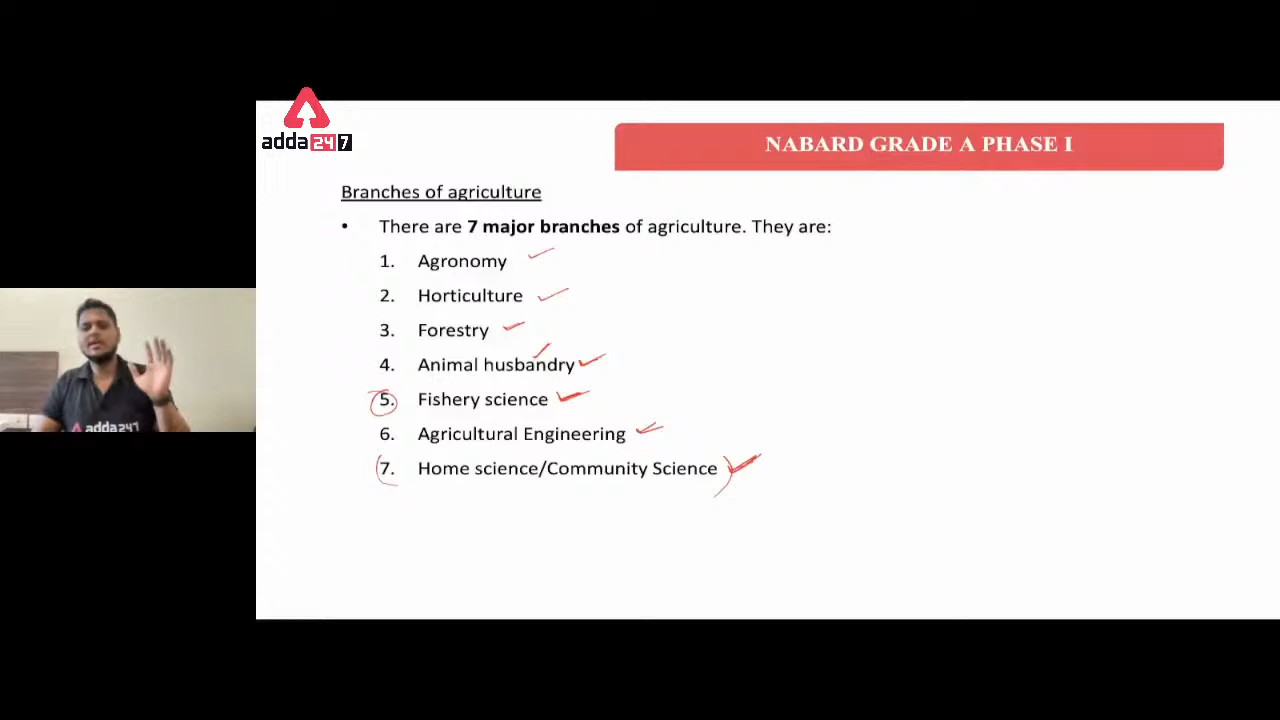 adda247
NABARD GRADE A PHASE I
Branches of agriculture
• There are 7 major branches of agriculture. They are:
1. Agronomy
2. Horticulture
3. Forestry
4. Animal husbandry
5. Fishery science
6. Agricultural Engineering
7. Home science/Community Science
adda247